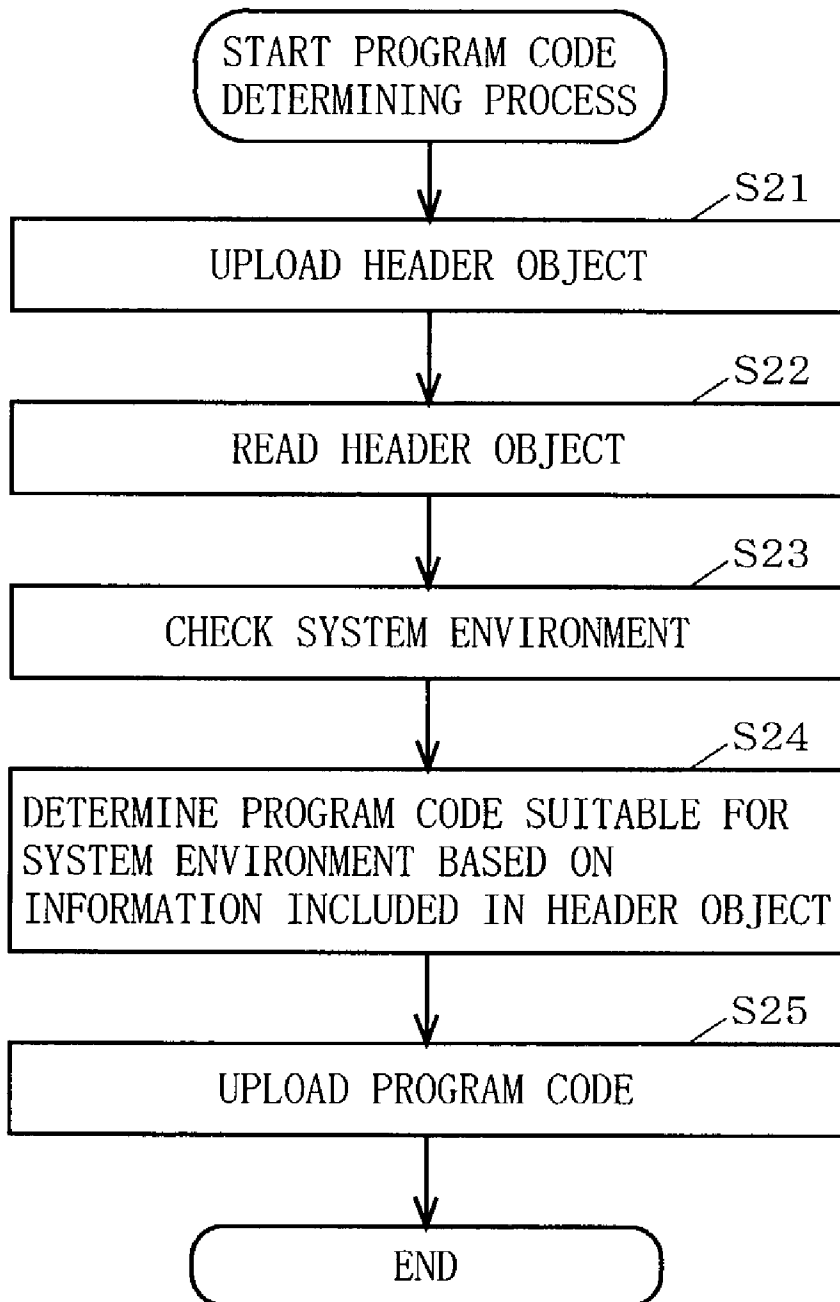 START PROGRAM CODE
DETERMINING PROCESS
S21
UPLOAD HEADER OBJECT
S22
READ HEADER OBJECT
S23
CHECK SYSTEM ENVIRONMENT
S24
DETERMINE PROGRAM CODE SUITABLE FOR
SYSTEM ENVIRONMENT BASED ON
INFORMATION INCLUDED IN HEADER OBJECT
S25
UPLOAD PROGRAM CODE
END